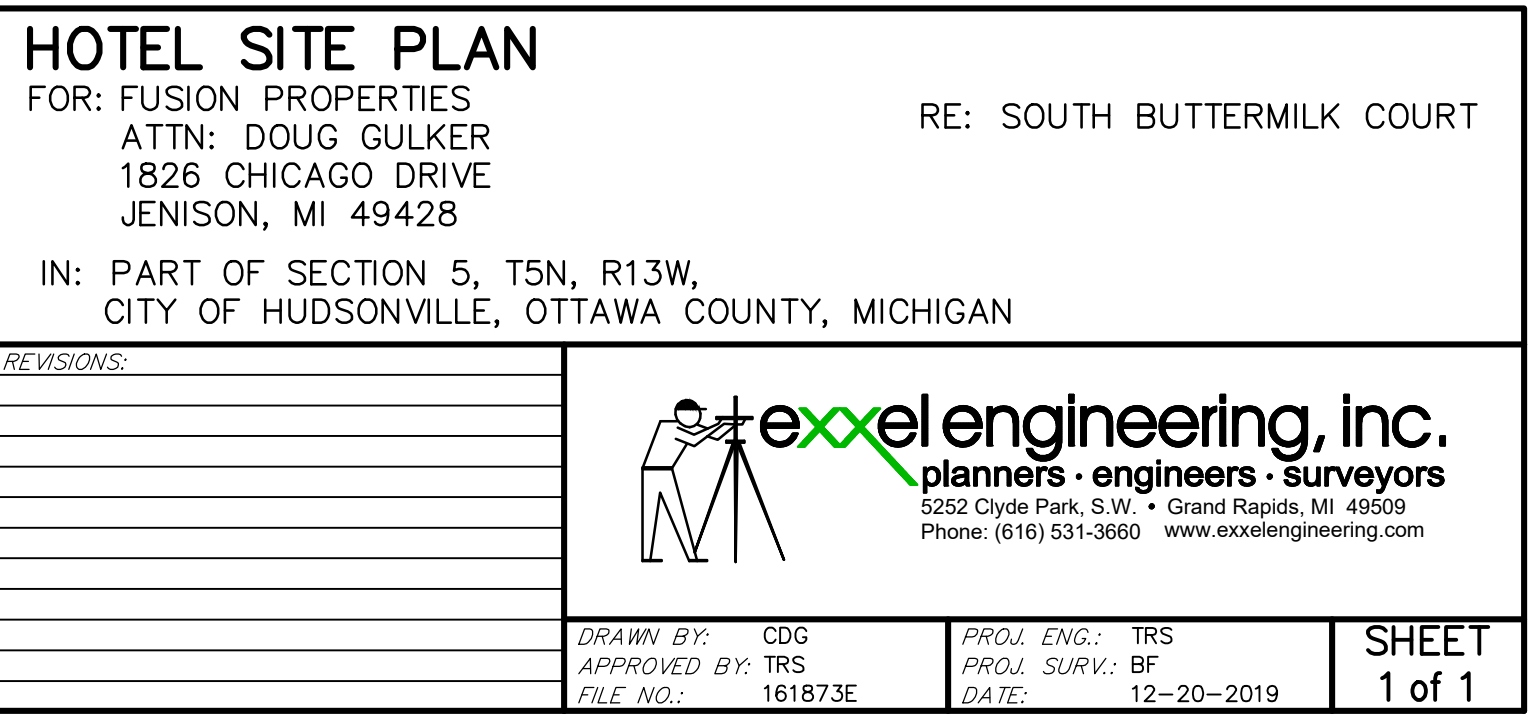 HOTEL SITE PLAN
FOR: FUSION PROPERTIES
ATTN: DOUG GULKER
1826 CHICAGO DRIVE
JENISON, MI 49428
RE: SOUTH BUTTERMILK COURT
IN: PART OF SECTION 5, T5N, R13W,
CITY OF HUDSONVILLE, OTTAWA COUNTY, MICHIGAN
REVISIONS:
exxel engineering, inc.
planners · engineers · surveyors
5252 Clyde Park, S.W. • Grand Rapids, MI 49509
Phone: (616) 531-3660 www.exxelengineering.com
DRAWN BY: CDG
APPROVED BY: TRS
FILE NO.: 161873E
PROJ. ENG.: TRS
PROJ. SURV.: BF
DATE: 12-20-2019
SHEET
1 of 1